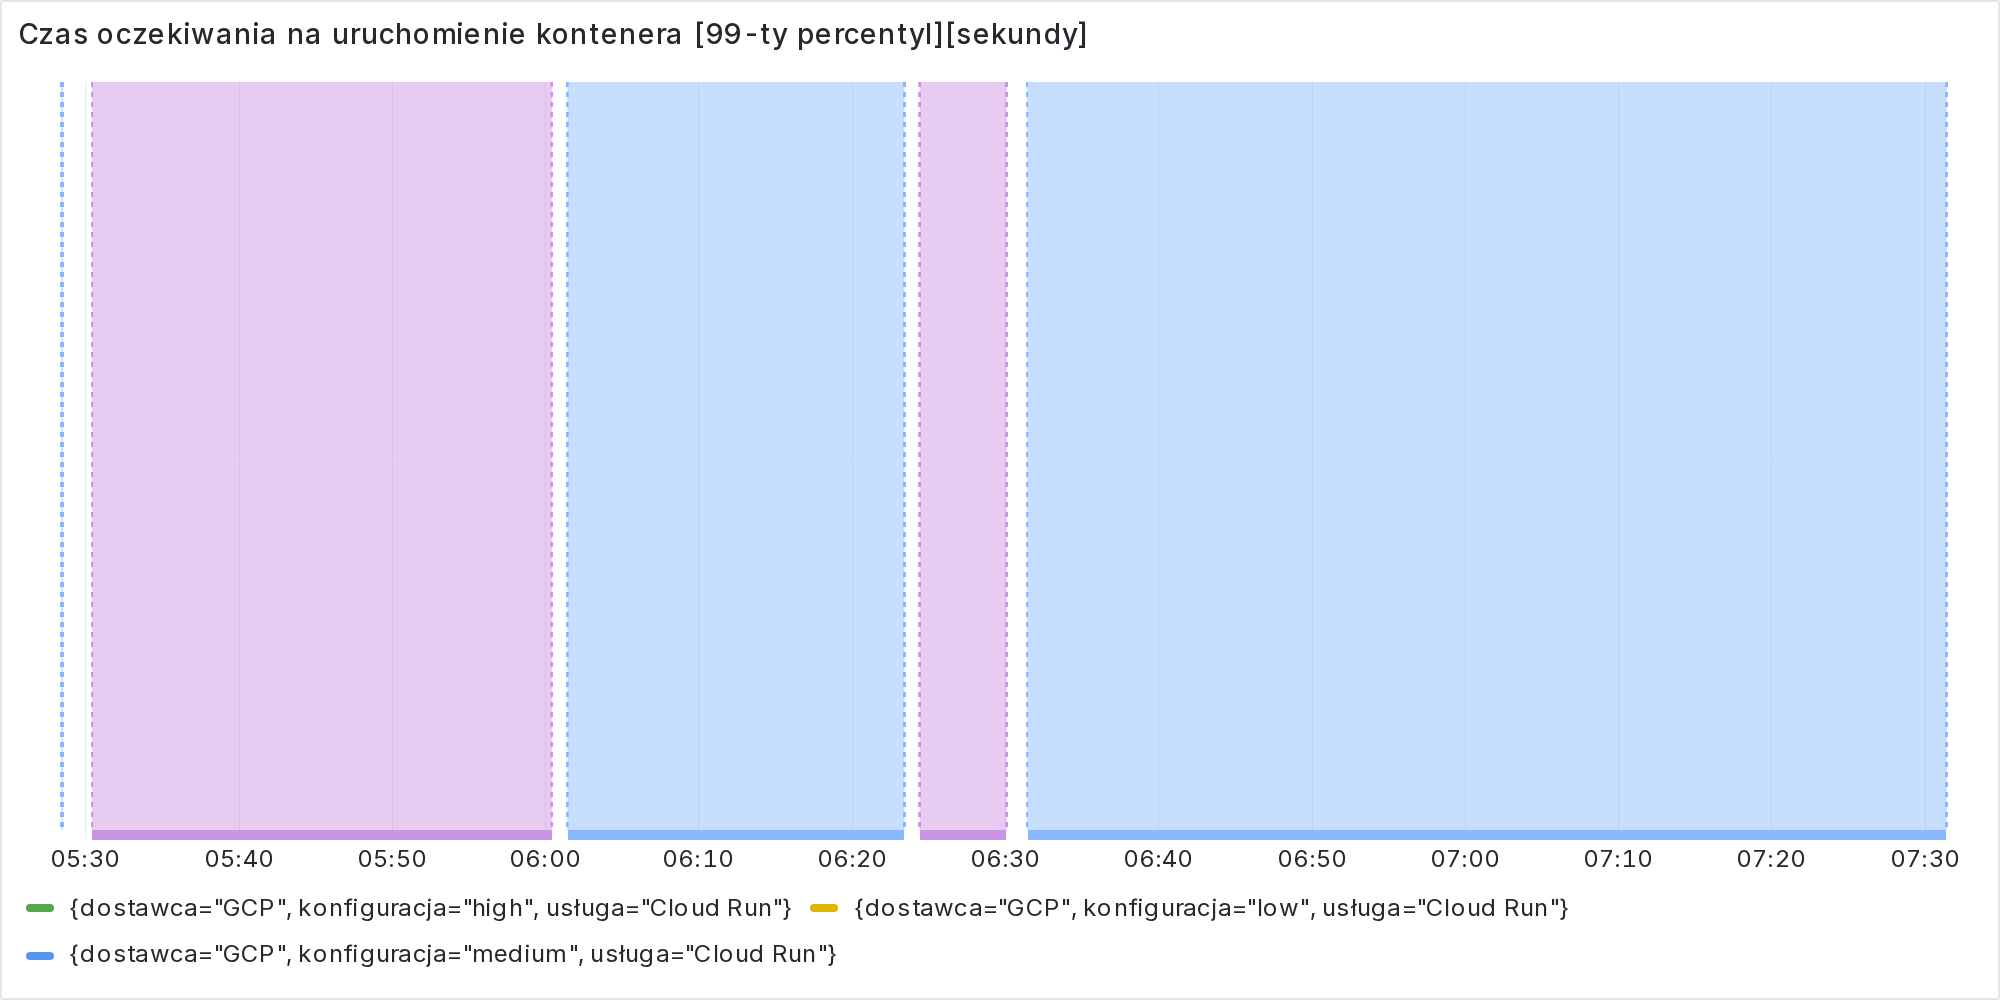 Czas oczekiwania na uruchomienie kontenera [99-ty percentyl][sekundy]
05:30 05:40 05:50 06:00 06:10 06:20 06:30 06:40 06:50 07:00 07:10 07:20 07:30
{dostawca="GCP", konfiguracja="high", usługa="Cloud Run"} {dostawca="GCP", konfiguracja="low", usługa="Cloud Run"}
{dostawca="GCP", konfiguracja="medium", usługa="Cloud Run"}